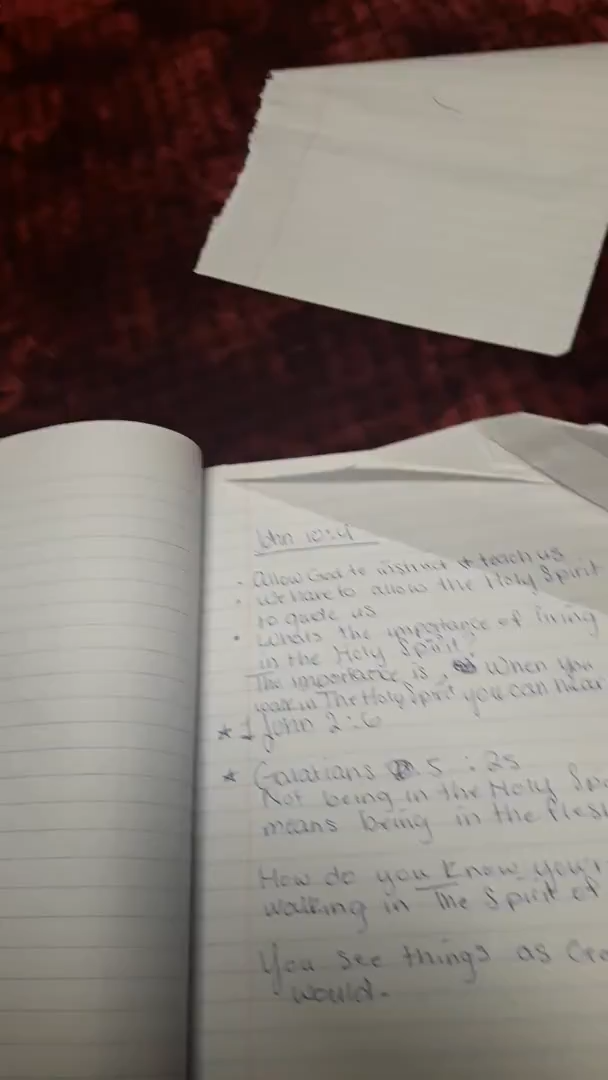 John 10:4
• Allow God to instruct & teach us
• We have to allow the Holy Spirit
to guide us
• Whats the importance of living
in the Holy Spirit?
The importance is, When you
walk in The Holy Spirit you can hear
* 1 John 2:6
* Galatians 5:25
Not being in the Holy Spi
means being in the Fles
How do you Know you'r
walking in The Spirit of
You see things as
would.